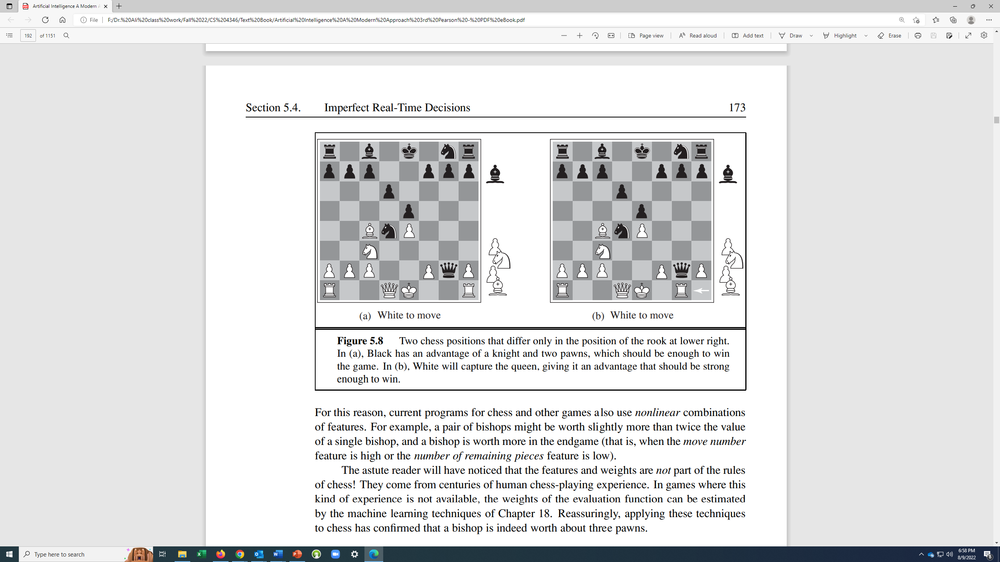 Artificial Intelligence A Modern A
File
F:/Dr.%20Ali%20class%20work/Fall%2022/CS%204346/Text%20Book/Artificial%20Intelligence%20A%20Modern%20Approach%203rd%20Pearson%20-%20PDF%20eBook.pdf
192 of 1151
Page view
Read aloud
Add text
Draw
Highlight
Erase
Section 5.4. Imperfect Real-Time Decisions 173
(a) White to move (b) White to move
Figure 5.8 Two chess positions that differ only in the position of the rook at lower right.
In (a), Black has an advantage of a knight and two pawns, which should be enough to win
the game. In (b), White will capture the queen, giving it an advantage that should be strong
enough to win.
For this reason, current programs for chess and other games also use nonlinear combinations
of features. For example, a pair of bishops might be worth slightly more than twice the value
of a single bishop, and a bishop is worth more in the endgame (that is, when the move number
feature is high or the number of remaining pieces feature is low).
The astute reader will have noticed that the features and weights are not part of the rules
of chess! They come from centuries of human chess-playing experience. In games where this
kind of experience is not available, the weights of the evaluation function can be estimated
by the machine learning techniques of Chapter 18. Reassuringly, applying these techniques
to chess has confirmed that a bishop is indeed worth about three pawns.
Type here to search
6:58 PM
8/9/2022
8